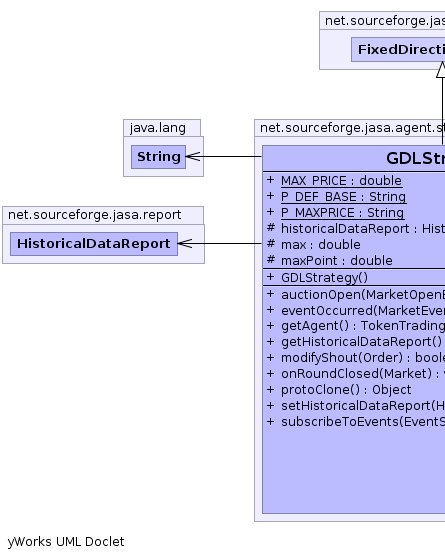 net.sourceforge.jas
FixedDirecti
java.lang
String
net.sourceforge.jasa.agent.st
GDLStr
+ MAX_PRICE : double
+ P_DEF_BASE : String
+ P_MAXPRICE : String
# historicalDataReport : Hist
# max : double
# maxPoint : double
+ GDLStrategy()
+ auctionOpen(MarketOpenE
+ eventOccurred(MarketEven
+ getAgent() : TokenTrading
+ getHistoricalDataReport()
+ modifyShout(Order) : boole
+ onRoundClosed(Market) : v
+ protoClone() : Object
+ setHistoricalDataReport(H
+ subscribeToEvents(EventS
net.sourceforge.jasa.report
HistoricalDataReport
yWorks UML Doclet